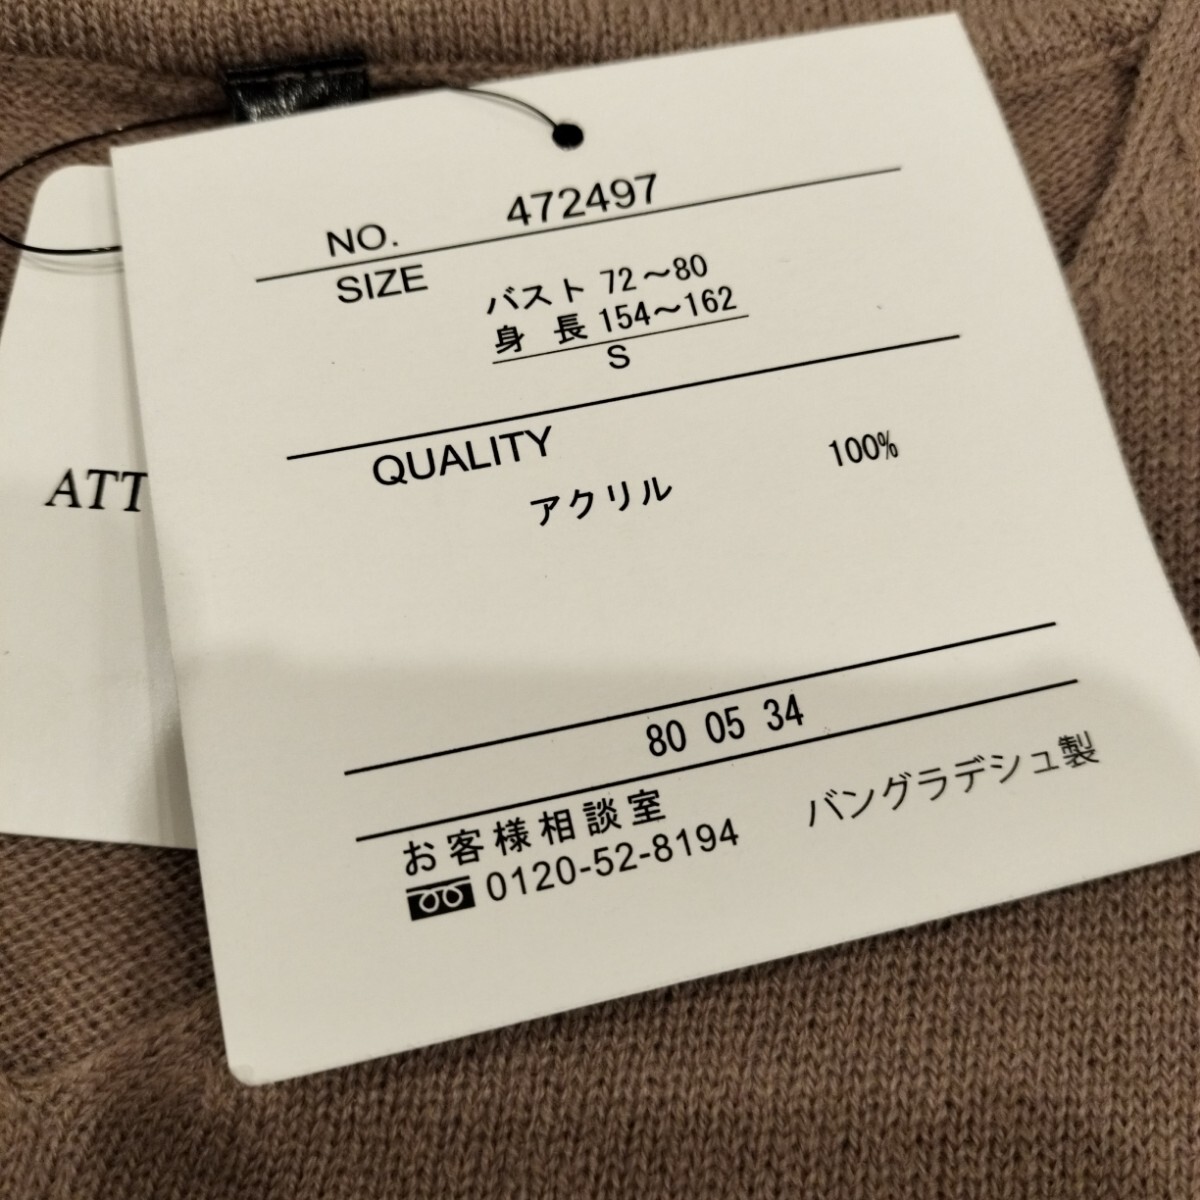 NO. 472497
SIZE
バスト 72～80
身 長 154～162
S
QUALITY
アクリル 100%
80 05 34
お客様相談室
0120-52-8194
バングラデシュ製
ATT